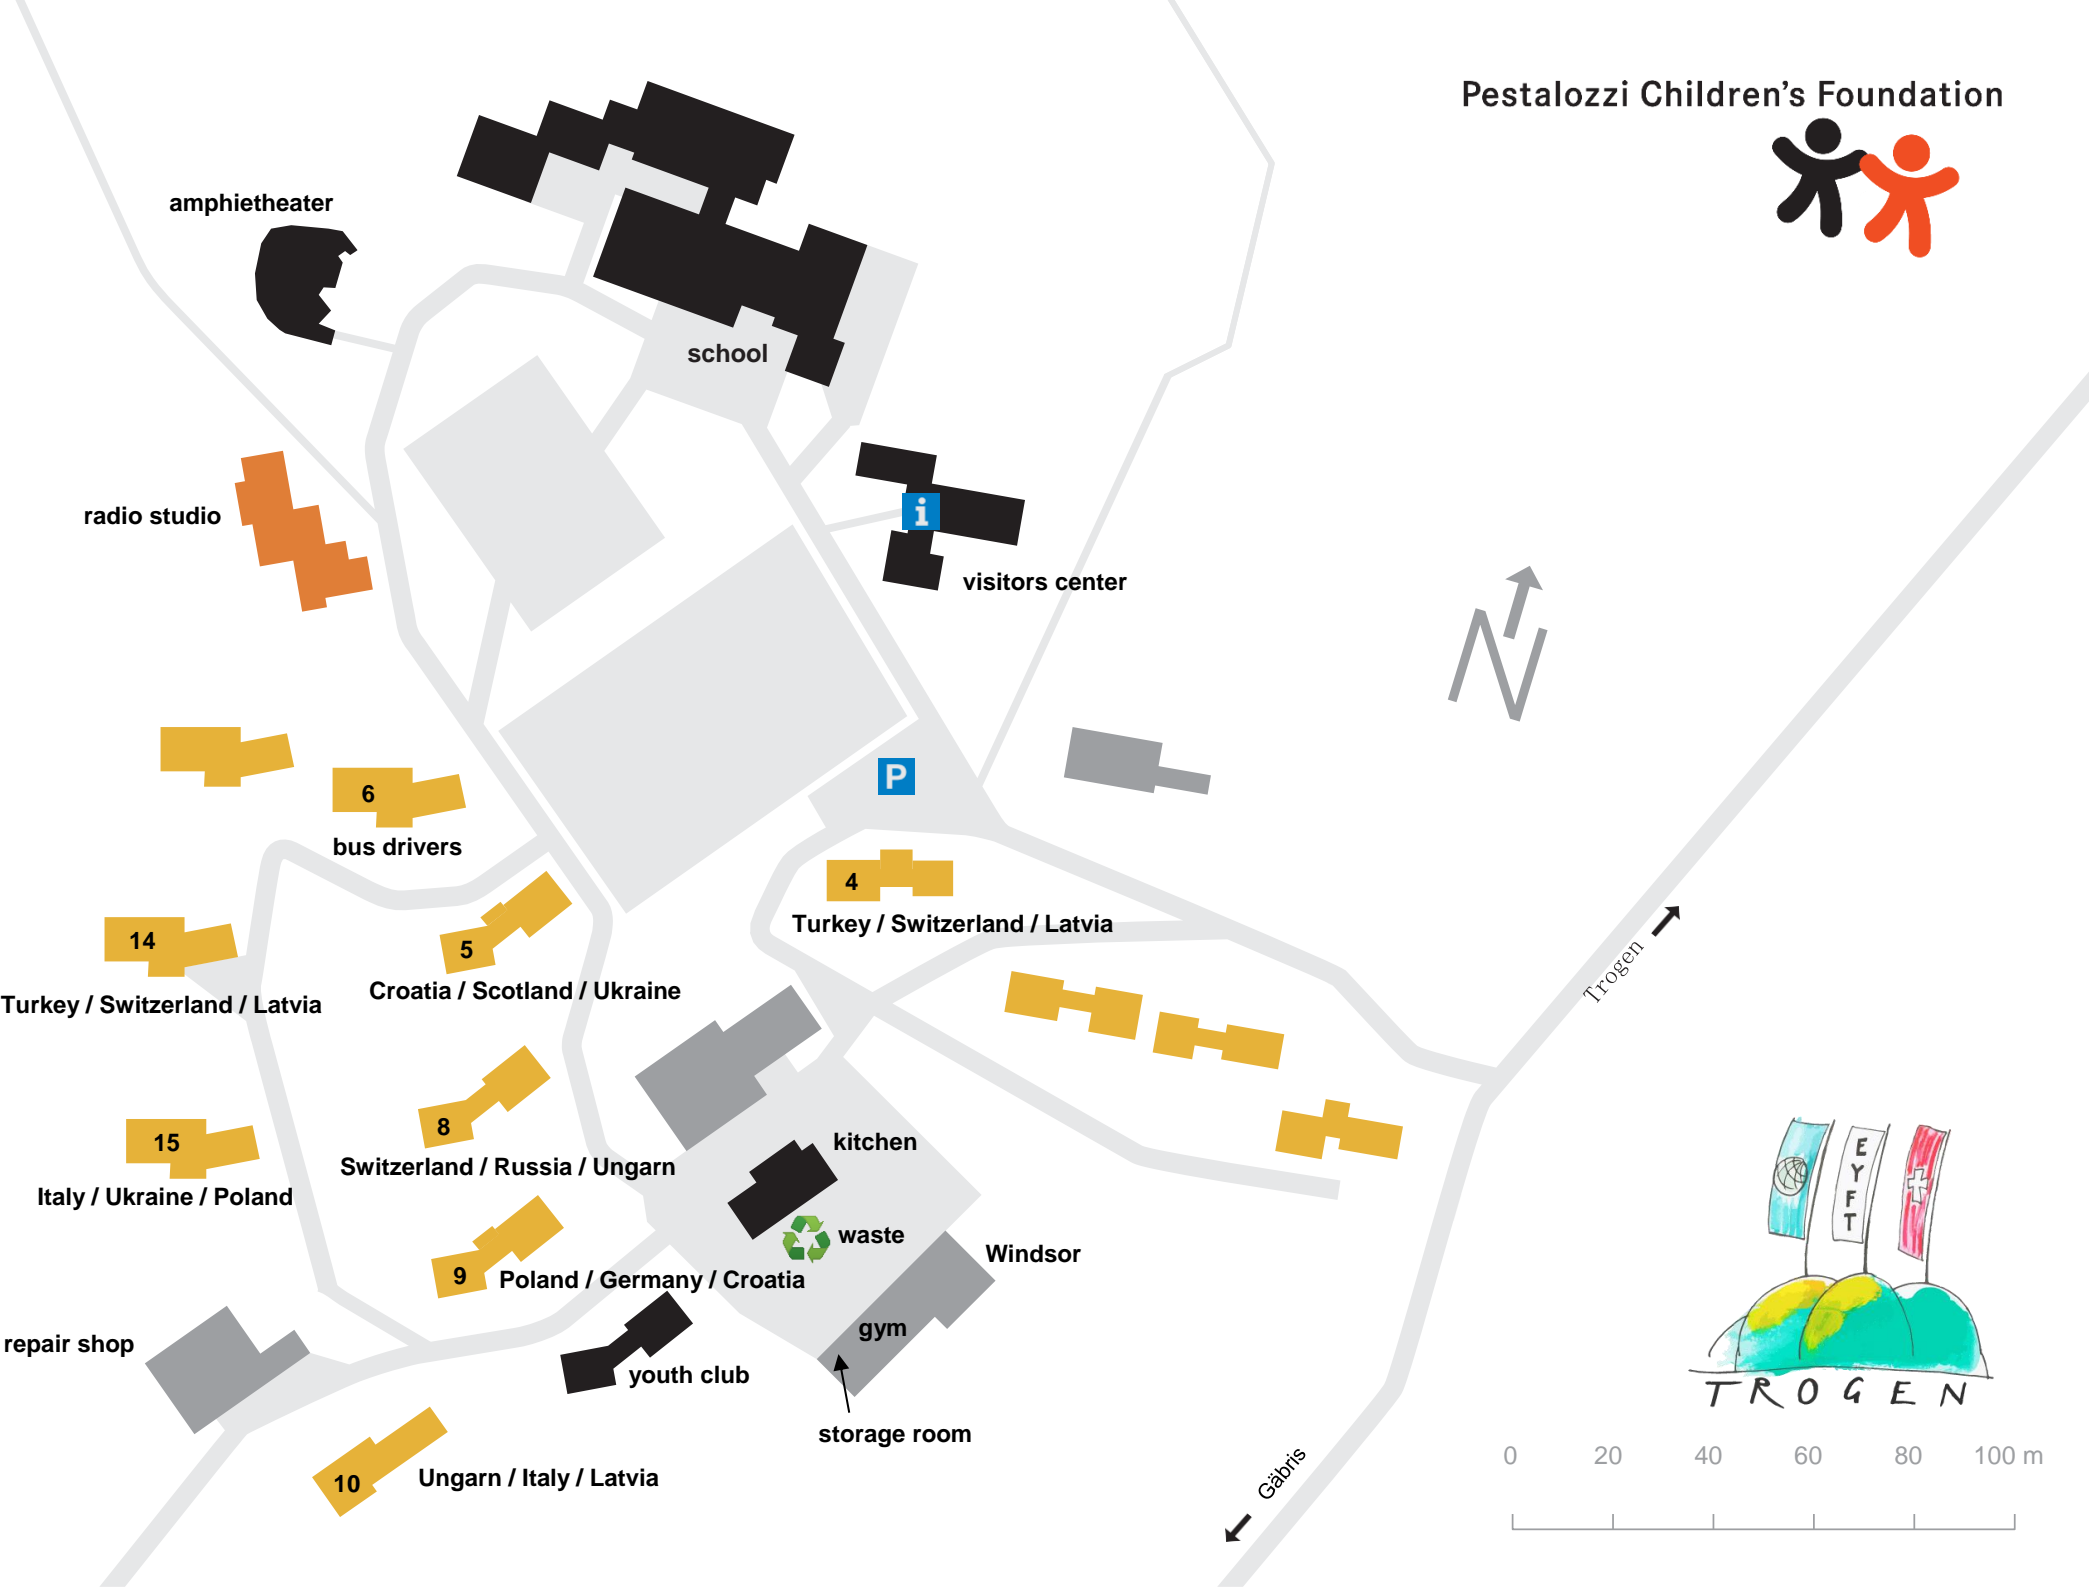 Pestalozzi Children's Foundation
amphietheater
school
radio studio
i
visitors center
N
P
6
bus drivers
4
Turkey / Switzerland / Latvia
14
Turkey / Switzerland / Latvia
5
Croatia / Scotland / Ukraine
Trogen
8
Switzerland / Russia / Ungarn
15
Italy / Ukraine / Poland
kitchen
waste
Windsor
9
Poland / Germany / Croatia
gym
repair shop
youth club
storage room
10
Ungarn / Italy / Latvia
Gäbris
EYFT
TROGEN
0 20 40 60 80 100 m